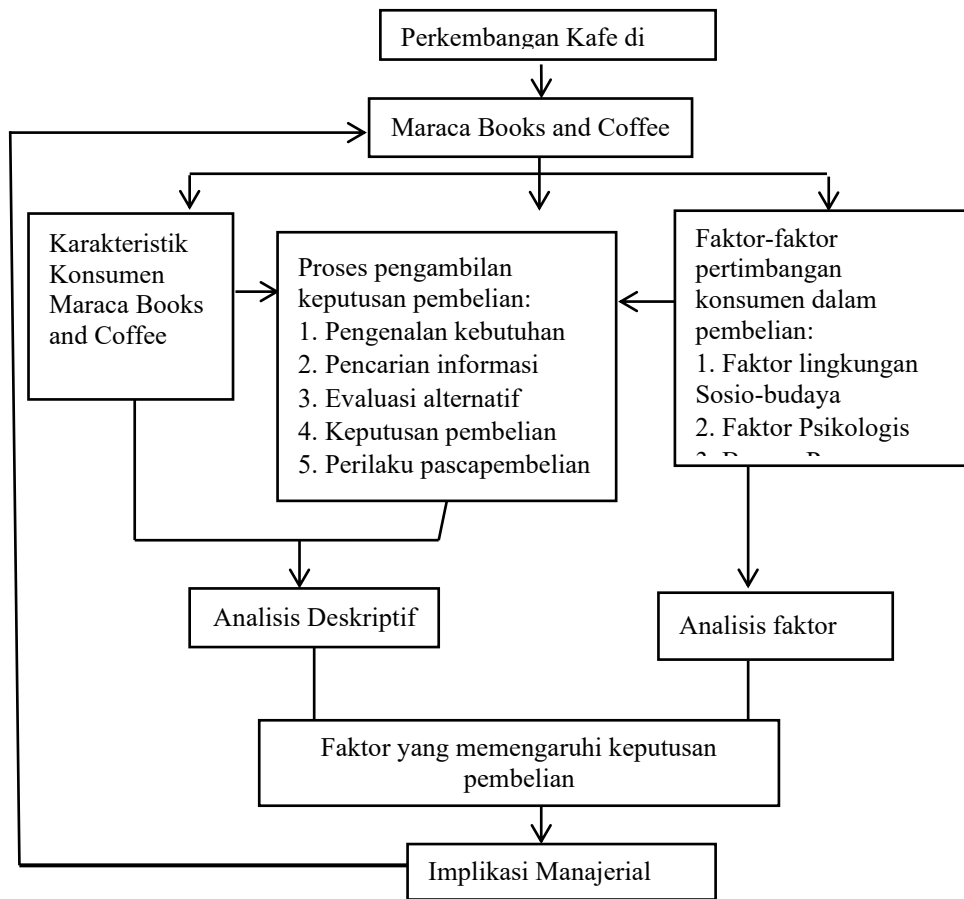 Perkembangan Kafe di
Maraca Books and Coffee
Karakteristik
Konsumen
Maraca Books
and Coffee
Proses pengambilan
keputusan pembelian:
1. Pengenalan kebutuhan
2. Pencarian informasi
3. Evaluasi alternatif
4. Keputusan pembelian
5. Perilaku pascapembelian
Faktor-faktor
pertimbangan
konsumen dalam
pembelian:
1. Faktor lingkungan
Sosio-budaya
2. Faktor Psikologis
Analisis Deskriptif
Analisis faktor
Faktor yang memengaruhi keputusan
pembelian
Implikasi Manajerial